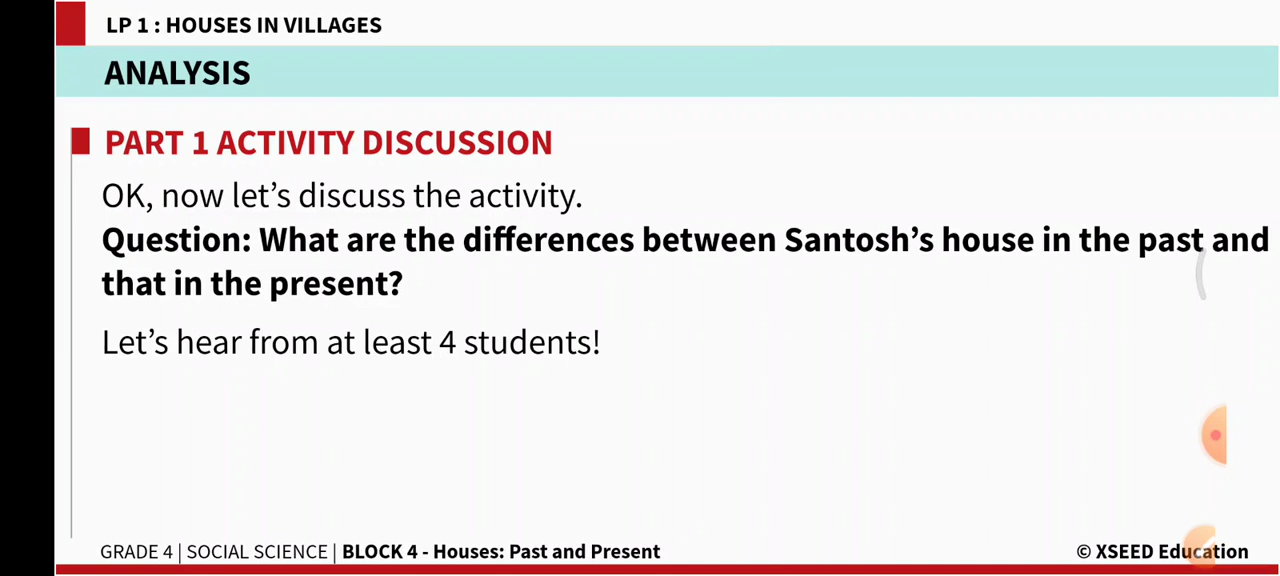 LP 1 : HOUSES IN VILLAGES
ANALYSIS
PART 1 ACTIVITY DISCUSSION
OK, now let’s discuss the activity.
Question: What are the differences between Santosh’s house in the past and
that in the present?
Let’s hear from at least 4 students!
GRADE 4 | SOCIAL SCIENCE | BLOCK 4 - Houses: Past and Present
© XSEED Education